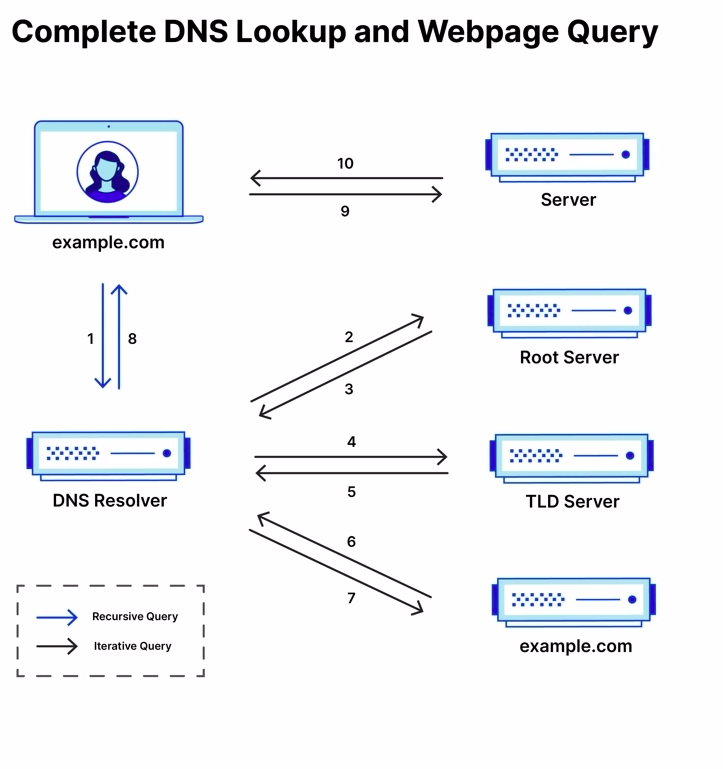 Complete DNS Lookup and Webpage Query
10
9
example.com
Server
1
8
2
3
Root Server
DNS Resolver
4
5
TLD Server
6
7
example.com
Recursive Query
Iterative Query